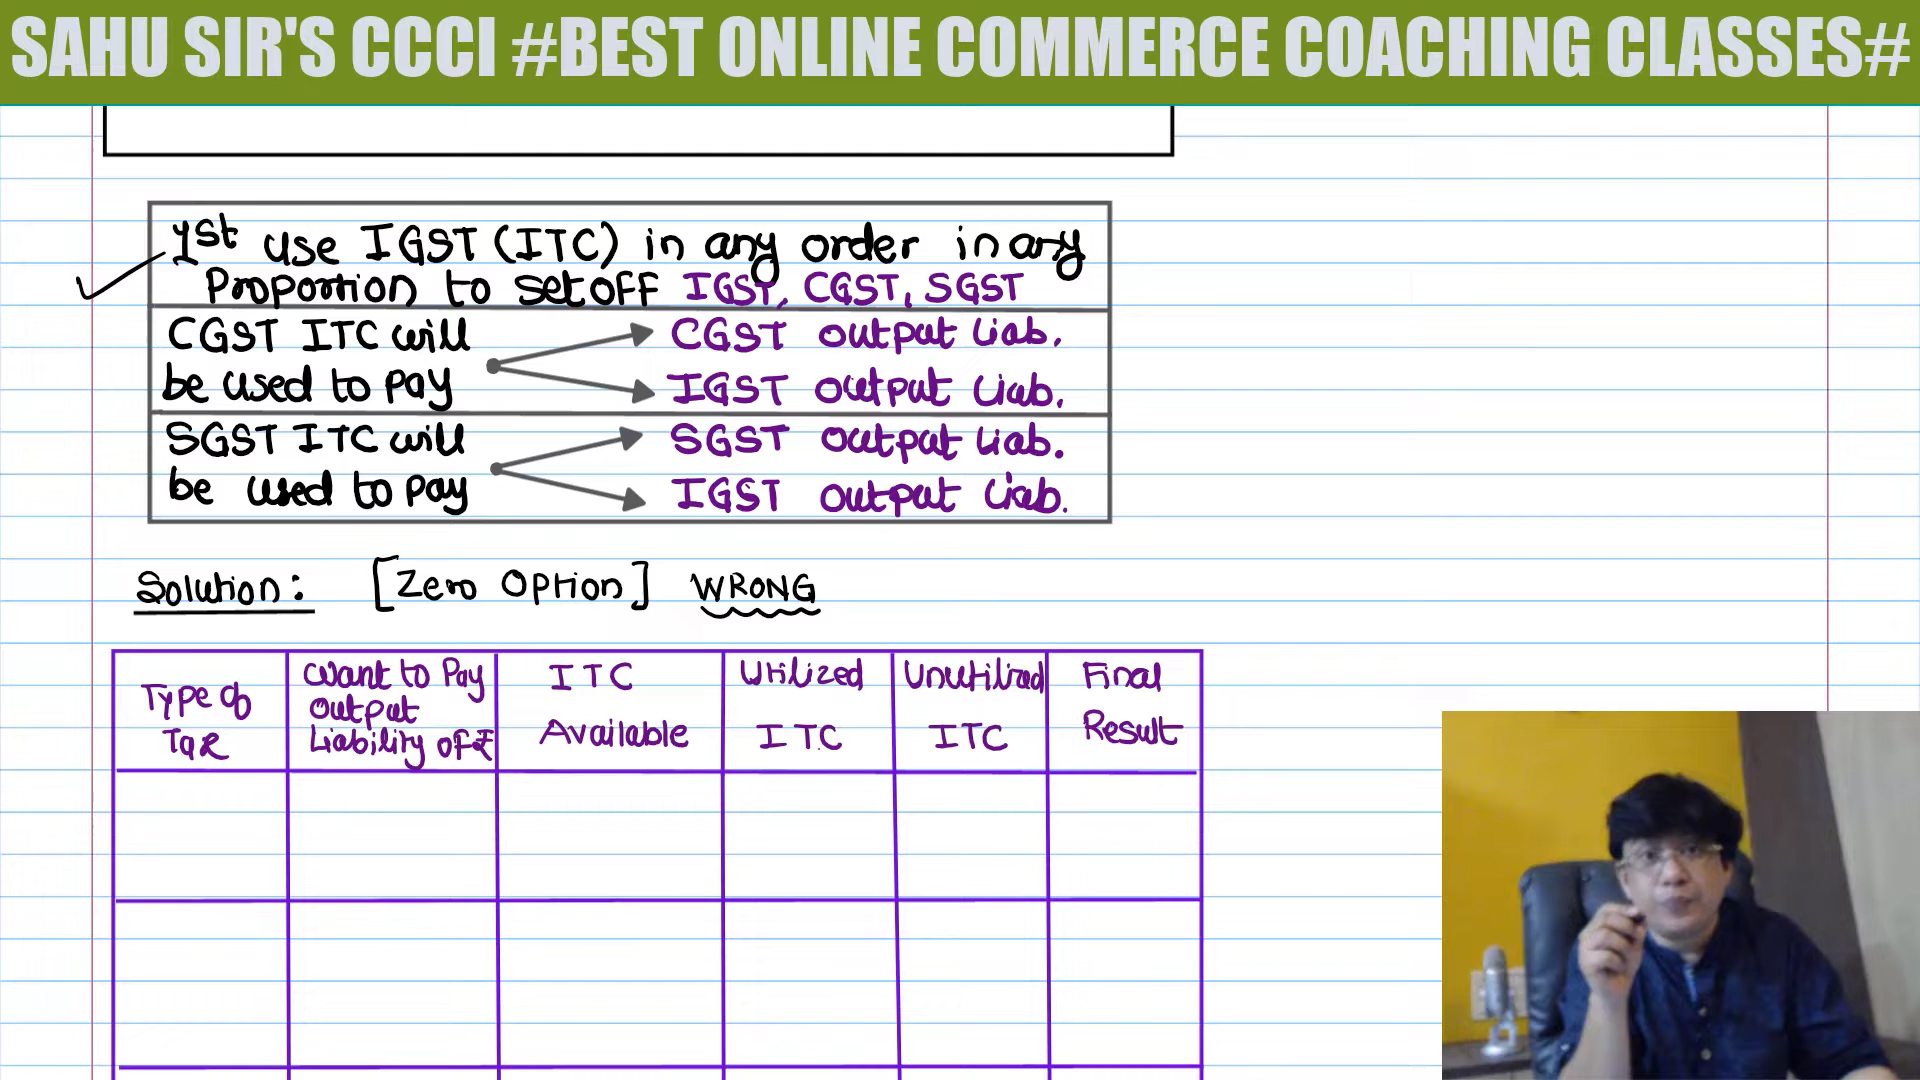 SAHU SIR'S CCCI #BEST ONLINE COMMERCE COACHING CLASSES#
1st use IGST (ITC) in any order in any
Proportion to setoff IGST, CGST, SGST
CGST ITC will
be used to pay
CGST output Liab.
IGST output Liab.
SGST ITC will
be used to pay
SGST output Liab.
IGST output Liab.
Solution: [Zero Option] WRONG
Type of
Tax
Want to Pay
output
Liability of ₹
ITC
Available
Utilized
ITC
Unutilized
ITC
Final
Result